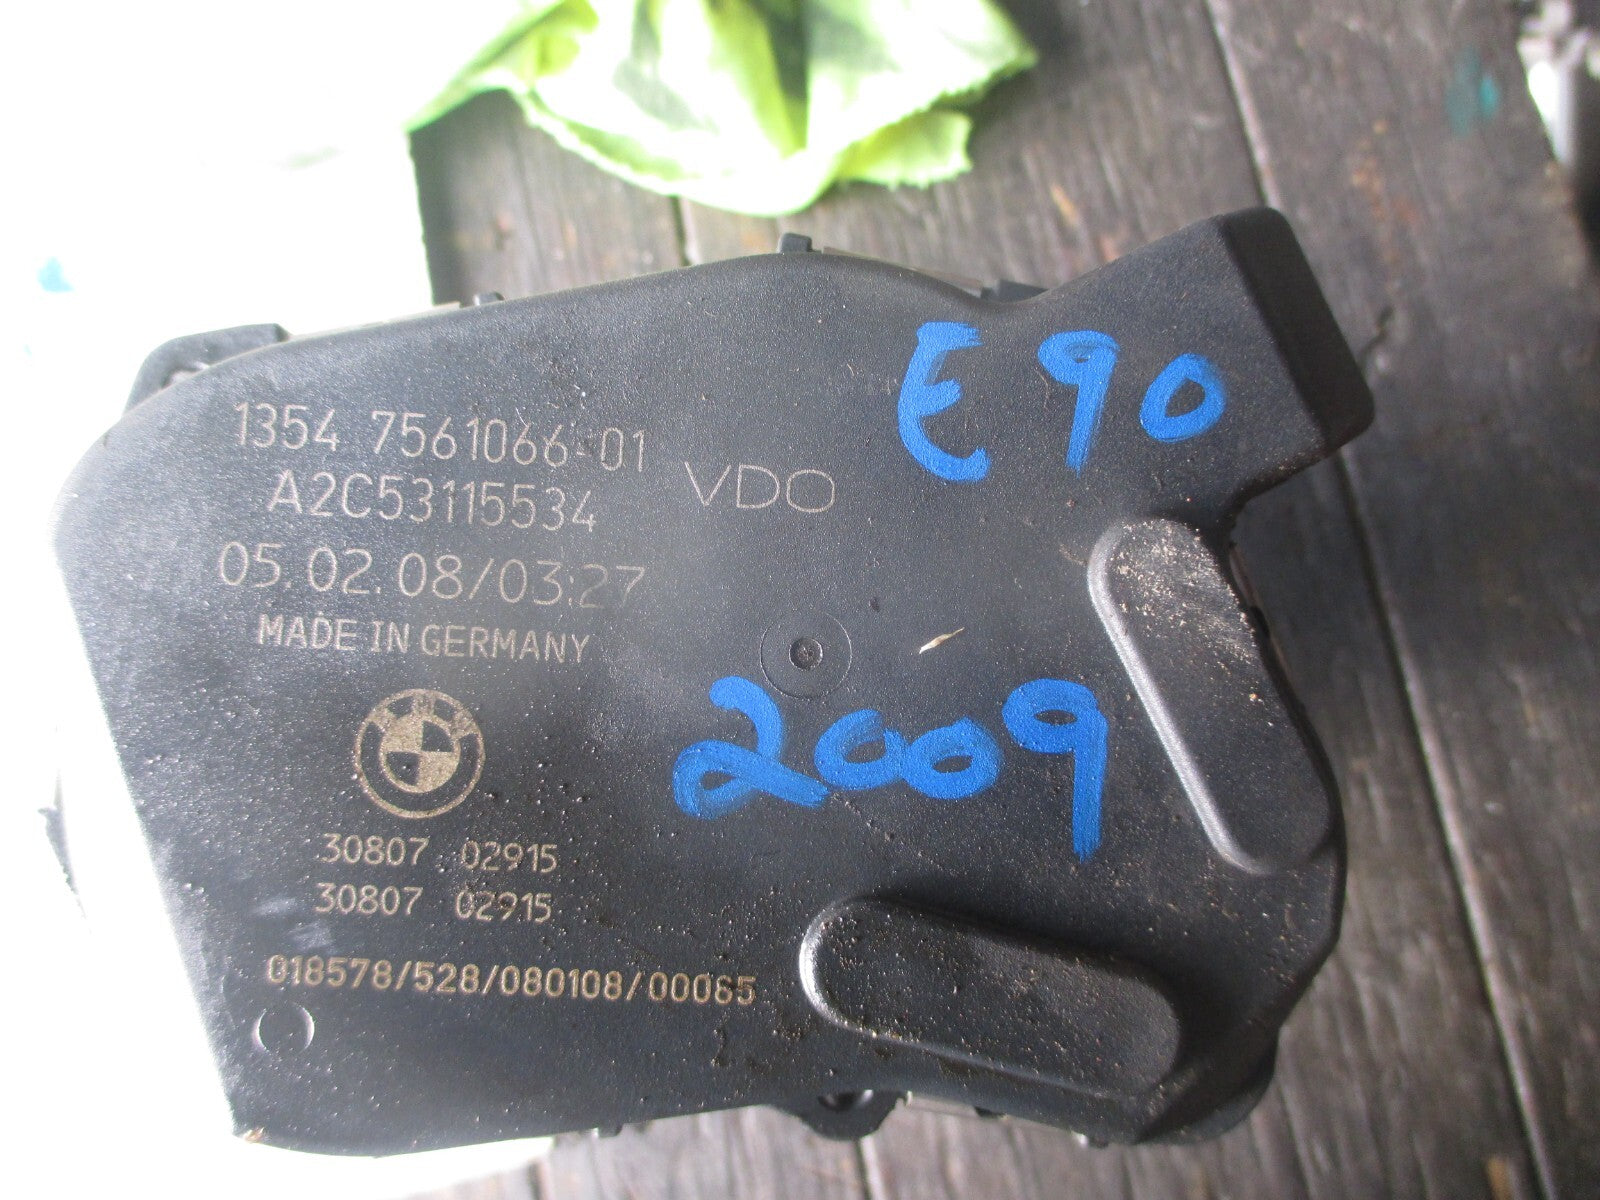 E90
1354 7561066-01
A2C53115534
VDO
05.02.08/03:27
MADE IN GERMANY
2009
30807 02915
30807 02915
018578/528/080108/00065